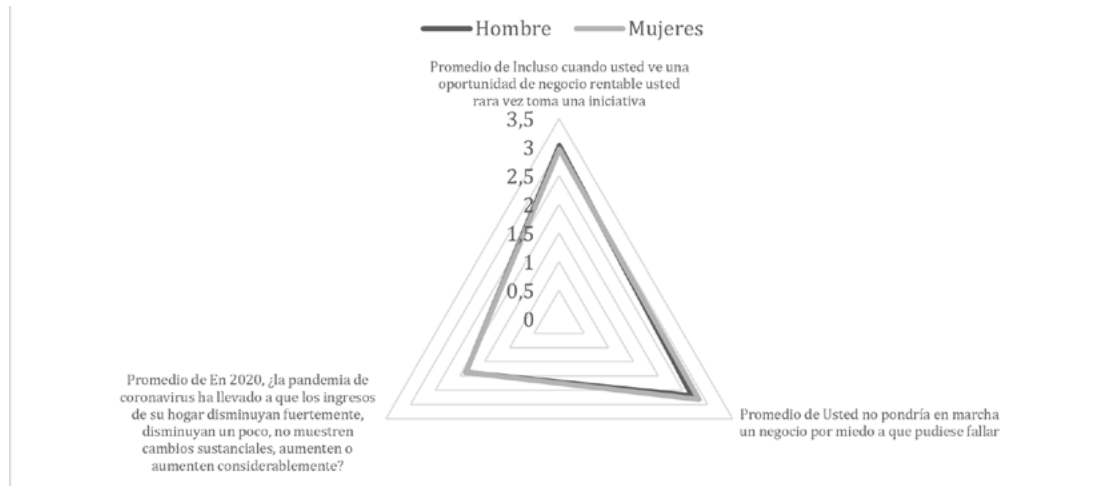 Hombre Mujeres
Promedio de Incluso cuando usted ve una
oportunidad de negocio rentable usted
rara vez toma una iniciativa
3,5
3
2,5
2
1,5
1
0,5
0
Promedio de En 2020, ¿la pandemia de
coronavirus ha llevado a que los ingresos
de su hogar disminuyan fuertemente,
disminuyan un poco, no muestren
cambios sustanciales, aumenten o
aumenten considerablemente?
Promedio de Usted no pondría en marcha
un negocio por miedo a que pudiese fallar